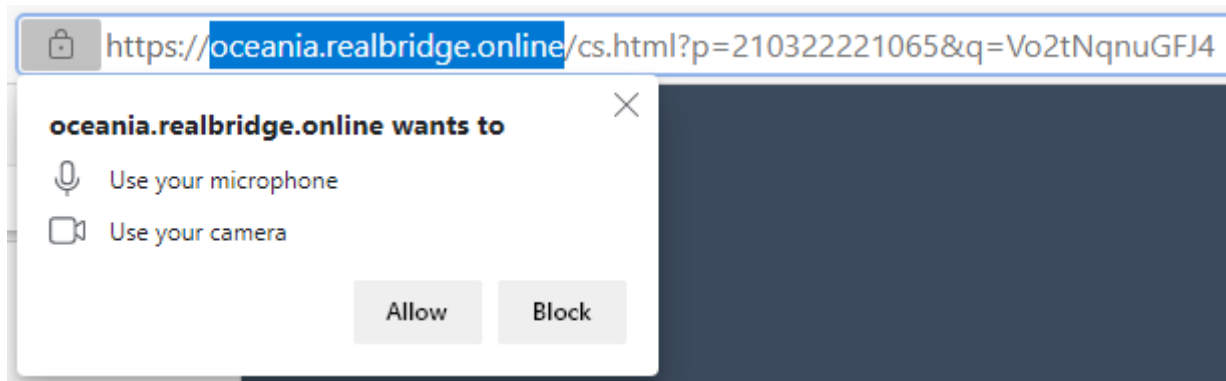 https://oceania.realbridge.online/cs.html?p=210322221065&q=Vo2tNqnuGFJ4
oceania.realbridge.online wants to
Use your microphone
Use your camera
Allow Block